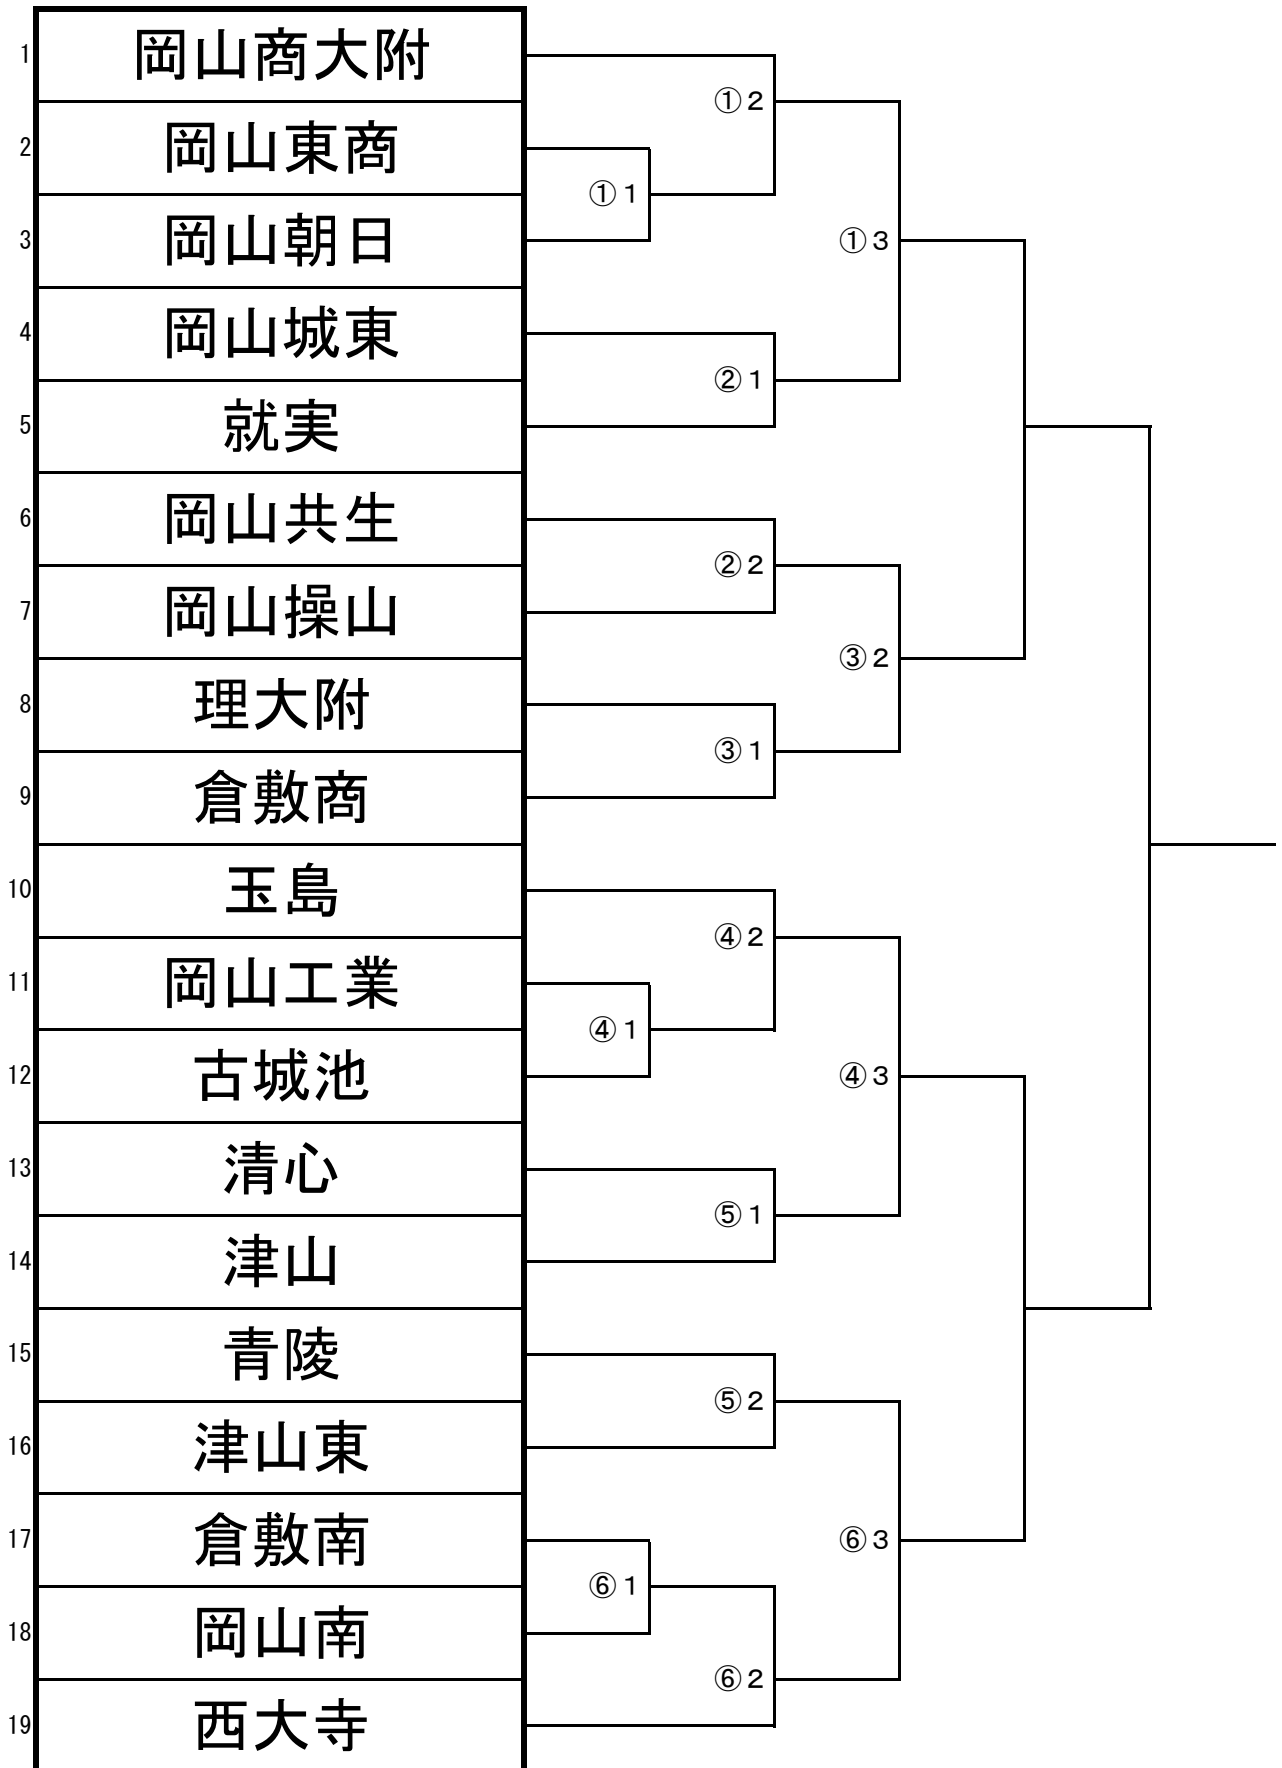 1 岡山商大附
①2
2 岡山東商
①1
3 岡山朝日
①3
4 岡山城東
②1
5 就実
6 岡山共生
②2
7 岡山操山
③2
8 理大附
③1
9 倉敷商
10 玉島
④2
11 岡山工業
④1
12 古城池
④3
13 清心
⑤1
14 津山
15 青陵
⑤2
16 津山東
17 倉敷南
⑥3
⑥1
18 岡山南
⑥2
19 西大寺